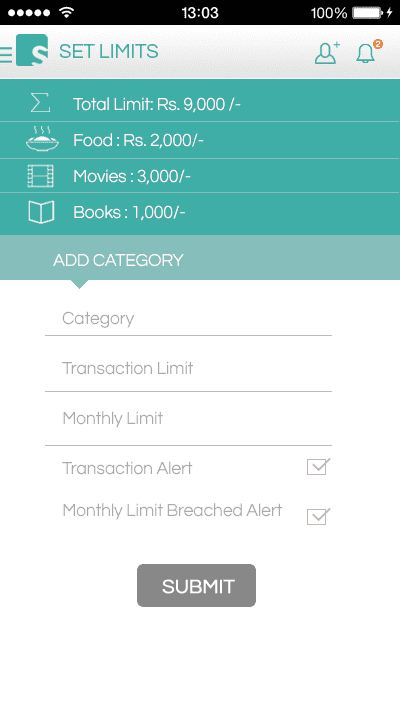 13:03
100%
S SET LIMITS
2
Total Limit: Rs. 9,000 /-
Food : Rs. 2,000/-
Movies : 3,000/-
Books : 1,000/-
ADD CATEGORY
Category
Transaction Limit
Monthly Limit
Transaction Alert
Monthly Limit Breached Alert
SUBMIT